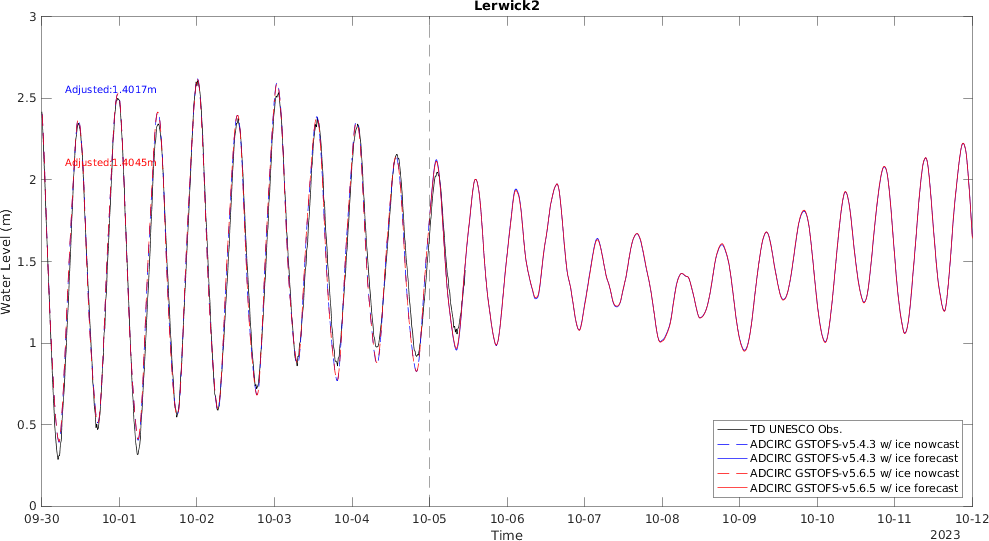 Lerwick2
3
2.5
2
1.5
1
0.5
0
Water Level (m)
Adjusted:1.4017m
Adjusted:1.4045m
TD UNESCO Obs.
ADCIRC GSTOFS-v5.4.3 w/ ice nowcast
ADCIRC GSTOFS-v5.4.3 w/ ice forecast
ADCIRC GSTOFS-v5.6.5 w/ ice nowcast
ADCIRC GSTOFS-v5.6.5 w/ ice forecast
09-30 10-01 10-02 10-03 10-04 10-05 10-06 10-07 10-08 10-09 10-10 10-11 10-12
Time
2023